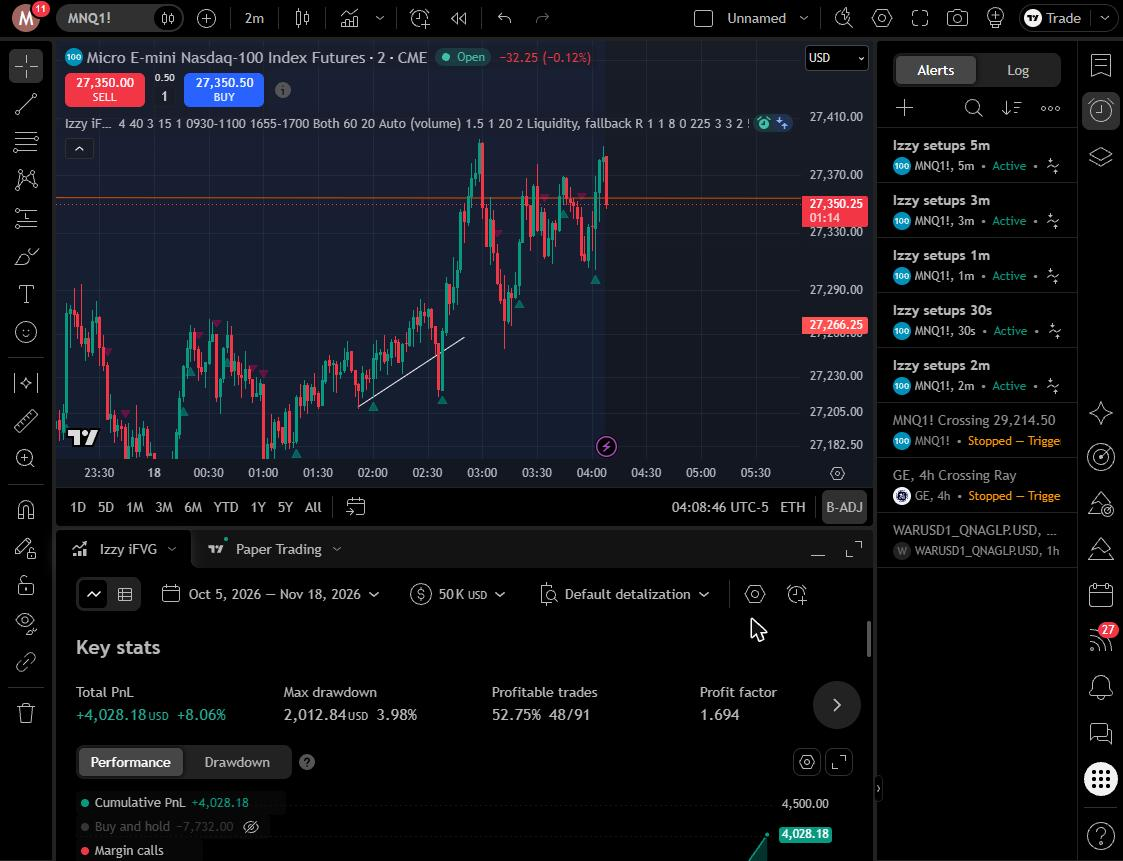 M
11
MNQ1!
2m
Unnamed
Trade
100 Micro E-mini Nasdaq-100 Index Futures · 2 · CME
Open
−32.25 (−0.12%)
USD
27,350.00
SELL
0.50
1
27,350.50
BUY
Izzy iF... 4 40 3 15 1 0930-1100 1655-1700 Both 60 20 Auto (volume) 1.5 1 20 2 Liquidity, fallback R 1 1 8 0 225 3 3 2
27,410.00
27,370.00
27,350.25
01:14
27,330.00
27,290.00
27,266.25
27,230.00
27,205.00
27,182.50
23:30 18 00:30 01:00 01:30 02:00 02:30 03:00 03:30 04:00 04:30 05:00 05:30
1D 5D 1M 3M 6M YTD 1Y 5Y All
04:08:46 UTC-5 ETH B-ADJ
Izzy iFVG
Paper Trading
Oct 5, 2026 — Nov 18, 2026
50 K USD
Default detalization
Key stats
Total PnL
+4,028.18 USD +8.06%
Max drawdown
2,012.84 USD 3.98%
Profitable trades
52.75% 48/91
Profit factor
1.694
Performance
Drawdown
?
Cumulative PnL +4,028.18
Buy and hold −7,732.00
Margin calls
4,500.00
4,028.18
Alerts
Log
Izzy setups 5m
100 MNQ1!, 5m • Active •
Izzy setups 3m
100 MNQ1!, 3m • Active •
Izzy setups 1m
100 MNQ1!, 1m • Active •
Izzy setups 30s
100 MNQ1!, 30s • Active •
Izzy setups 2m
100 MNQ1!, 2m • Active •
MNQ1! Crossing 29,214.50
100 MNQ1! • Stopped — Trigge
GE, 4h Crossing Ray
GE, 4h • Stopped — Trigge
WARUSD1_QNAGLP.USD, ...
W WARUSD1_QNAGLP.USD, 1h
27